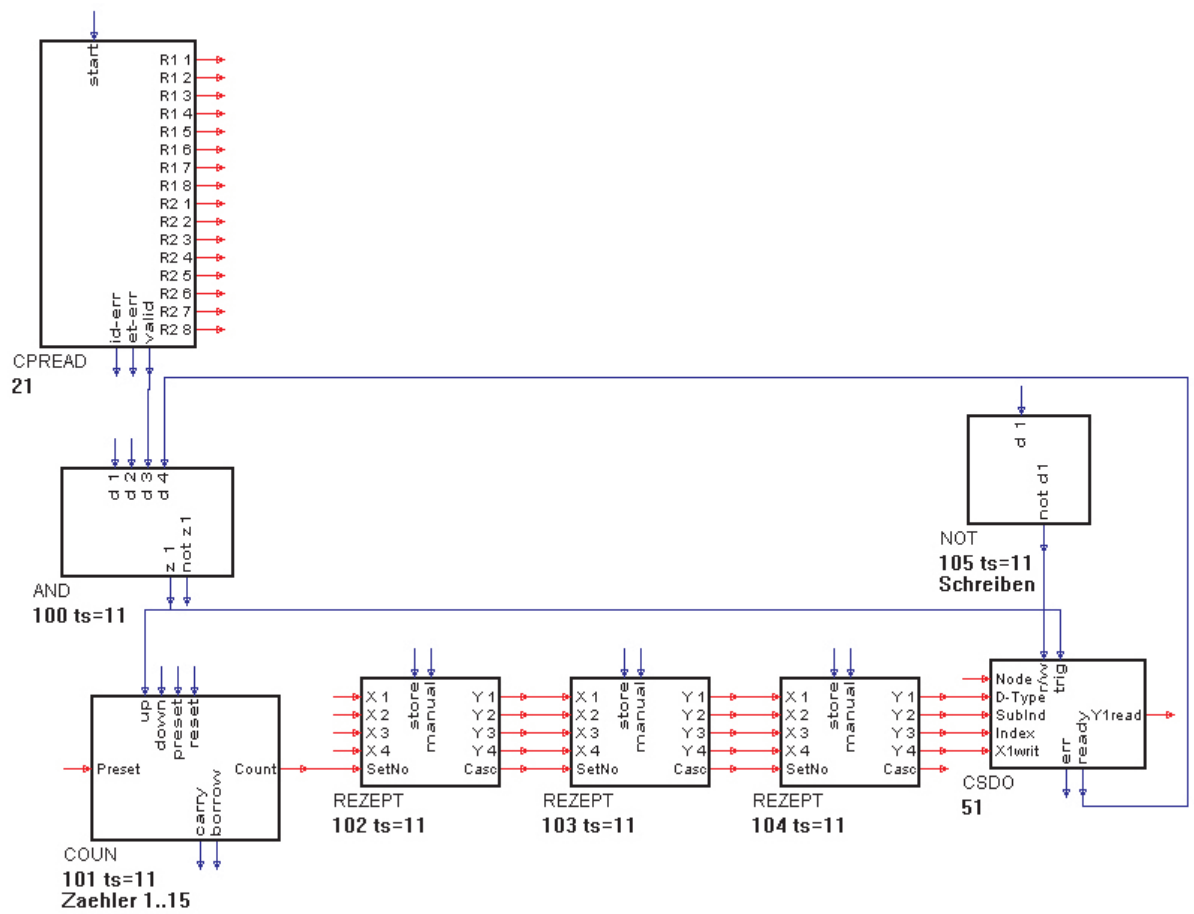 start
R1 1
R1 2
R1 3
R1 4
R1 5
R1 6
R1 7
R1 8
R2 1
R2 2
R2 3
R2 4
R2 5
R2 6
R2 7
R2 8
id-err
et-err
valid
CPREAD
21
d 1
d 2
d 3
d 4
z 1
not z 1
AND
100 ts=11
d 1
not d1
NOT
105 ts=11
Schreiben
up
down
preset
reset
Preset
Count
carry
borrow
COUN
101 ts=11
Zaehler 1..15
store
manual
X 1
X 2
X 3
X 4
SetNo
Y 1
Y 2
Y 3
Y 4
Casc
REZEPT
102 ts=11
store
manual
X 1
X 2
X 3
X 4
SetNo
Y 1
Y 2
Y 3
Y 4
Casc
REZEPT
103 ts=11
store
manual
X 1
X 2
X 3
X 4
SetNo
Y 1
Y 2
Y 3
Y 4
Casc
REZEPT
104 ts=11
r/w
trig
Node
D-Type
SubInd
Index
X1writ
Y1read
err
ready
CSDO
51